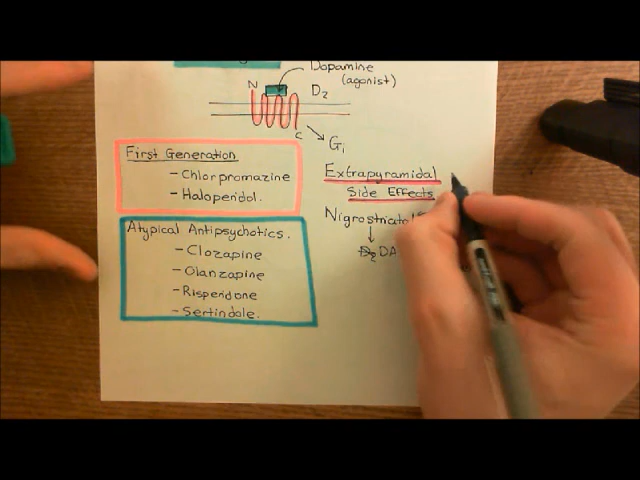 Dopamine
(agonist)
N
D2
C
Gi
First Generation
- Chlorpromazine
- Haloperidol.
Extrapyramidal
Side Effects
Atypical Antipsychotics.
- Clozapine
- Olanzapine
- Risperidone
- Sertindole.
DA